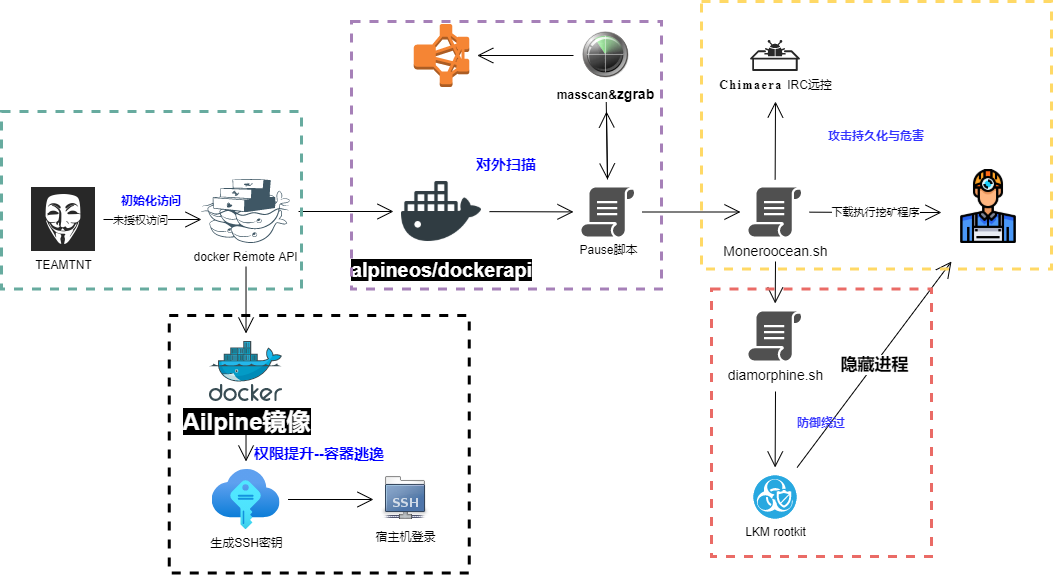 初始化访问
未授权访问
TEAMTNT
docker Remote API
masscan&zgrab
对外扫描
alpineos/dockerapi
Pause脚本
Chimaera IRC远控
攻击持久化与危害
下载执行挖矿程序
Moneroocean.sh
docker
Ailpine镜像
权限提升--容器逃逸
生成SSH密钥
SSH
宿主机登录
diamorphine.sh
隐藏进程
防御绕过
LKM rootkit